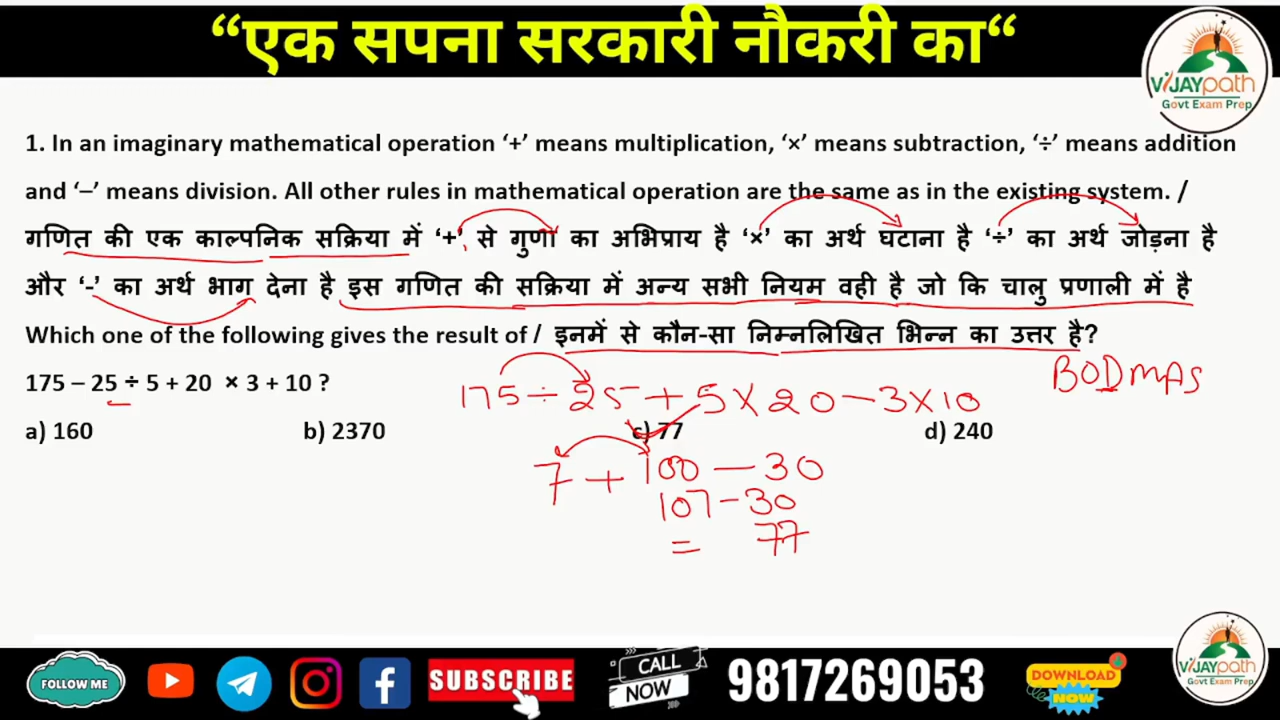 “एक सपना सरकारी नौकरी का“
VIJAYpath
Govt Exam Prep
1. In an imaginary mathematical operation ‘+’ means multiplication, ‘×’ means subtraction, ‘÷’ means addition
and ‘–’ means division. All other rules in mathematical operation are the same as in the existing system. /
गणित की एक काल्पनिक सक्रिया में ‘+’ से गुणा का अभिप्राय है ‘×’ का अर्थ घटाना है ‘÷’ का अर्थ जोड़ना है
और ‘-’ का अर्थ भाग देना है इस गणित की सक्रिया में अन्य सभी नियम वही है जो कि चालु प्रणाली में है
Which one of the following gives the result of / इनमें से कौन-सा निम्नलिखित भिन्न का उत्तर है?
175 – 25 ÷ 5 + 20 × 3 + 10 ?
BODMAS
175 ÷ 25 + 5 × 20 – 3 × 10
a) 160 b) 2370 c) 77 d) 240
7 + 100 – 30
107 – 30
= 77
VIJAYpath
Govt Exam Prep
FOLLOW ME
SUBSCRIBE
CALL NOW
9817269053
DOWNLOAD NOW